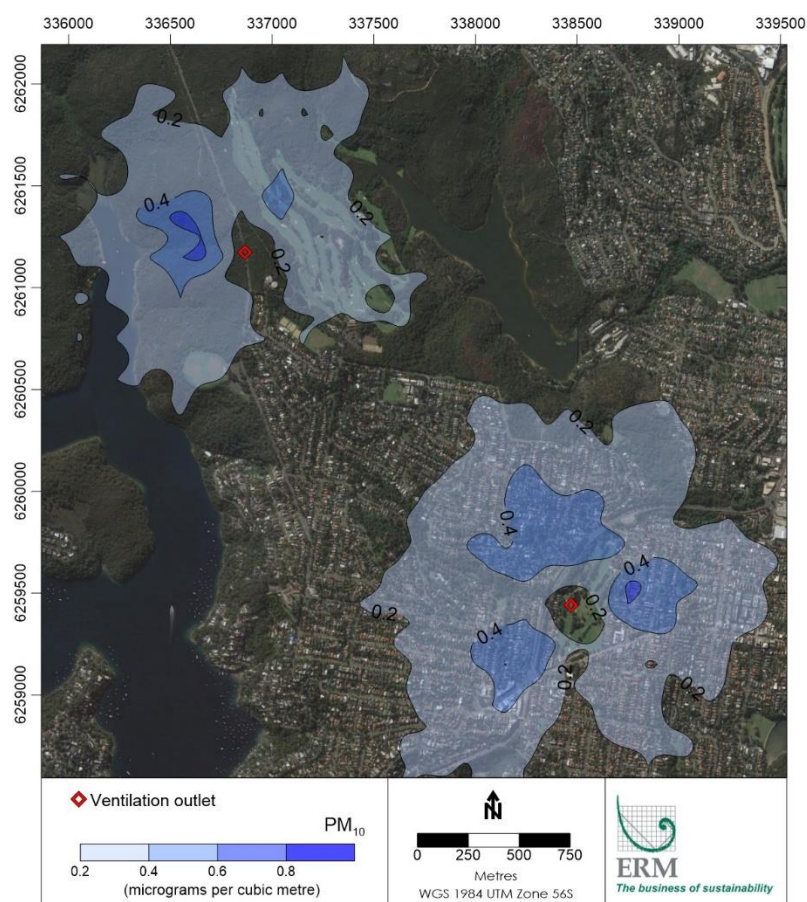 336000 336500 337000 337500 338000 338500 339000 339500
6262000
6261500
6261000
6260500
6260000
6259500
6259000
0.2
0.4
0.2
0.2
0.2
0.4
0.4
0.2
0.2
0.4
0.2
0.2
Ventilation outlet
PM10
0.2 0.4 0.6 0.8
(micrograms per cubic metre)
N
0 250 500 750
Metres
WGS 1984 UTM Zone 56S
ERM
The business of sustainability